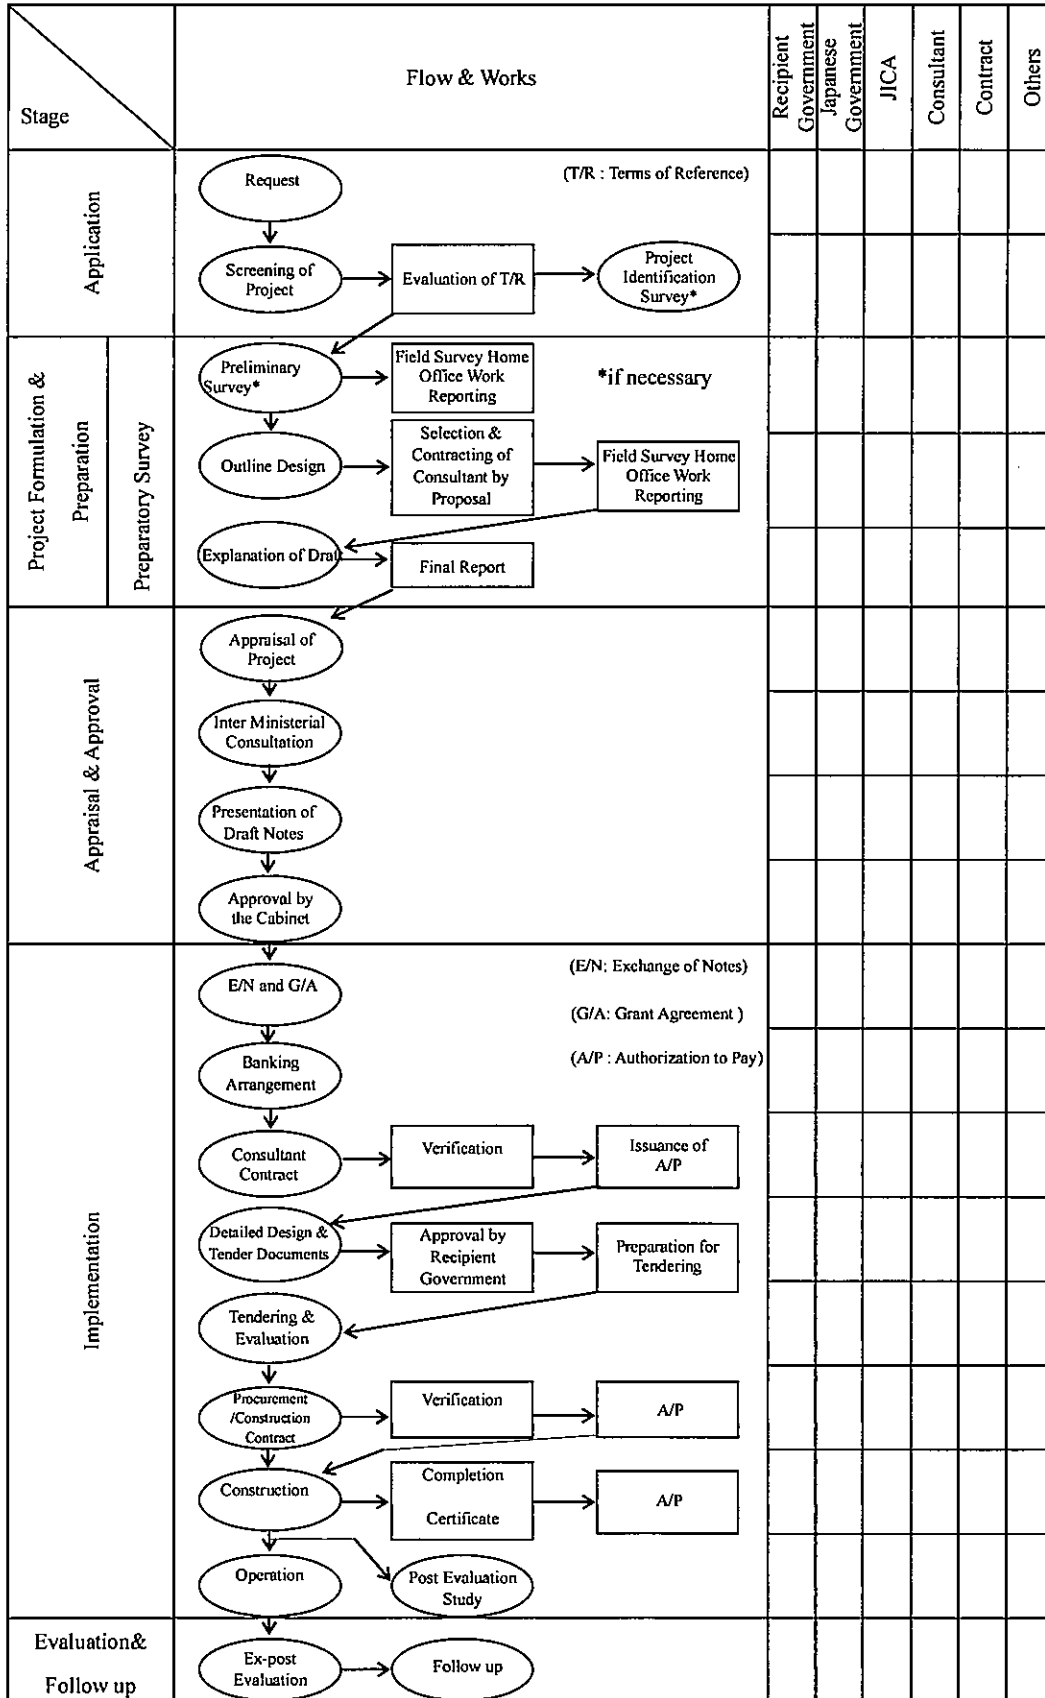 Stage
Flow & Works
Recipient
Government
Japanese
Government
JICA
Consultant
Contract
Others
Application
Request
(T/R : Terms of Reference)
Screening of
Project
Evaluation of T/R
Project
Identification
Survey*
Project Formulation &
Preparation
Preparatory Survey
Preliminary
Survey*
Field Survey Home
Office Work
Reporting
*if necessary
Outline Design
Selection &
Contracting of
Consultant by
Proposal
Field Survey Home
Office Work
Reporting
Explanation of Draft
Final Report
Appraisal & Approval
Appraisal of
Project
Inter Ministerial
Consultation
Presentation of
Draft Notes
Approval by
the Cabinet
Implementation
E/N and G/A
(E/N: Exchange of Notes)
(G/A: Grant Agreement )
(A/P : Authorization to Pay)
Banking
Arrangement
Consultant
Contract
Verification
Issuance of
A/P
Detailed Design &
Tender Documents
Approval by
Recipient
Government
Preparation for
Tendering
Tendering &
Evaluation
Procurement
/Construction
Contract
Verification
A/P
Construction
Completion
Certificate
A/P
Operation
Post Evaluation
Study
Evaluation&
Follow up
Ex-post
Evaluation
Follow up